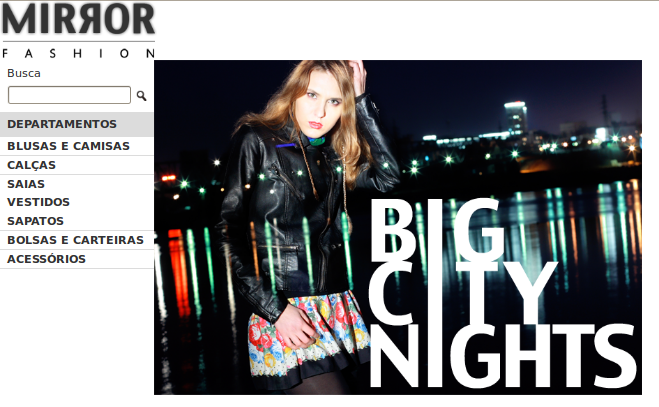 MIRROR
FASHION
Busca
DEPARTAMENTOS
BLUSAS E CAMISAS
CALÇAS
SAIAS
VESTIDOS
SAPATOS
BOLSAS E CARTEIRAS
ACESSÓRIOS
BIG
CITY
NIGHTS